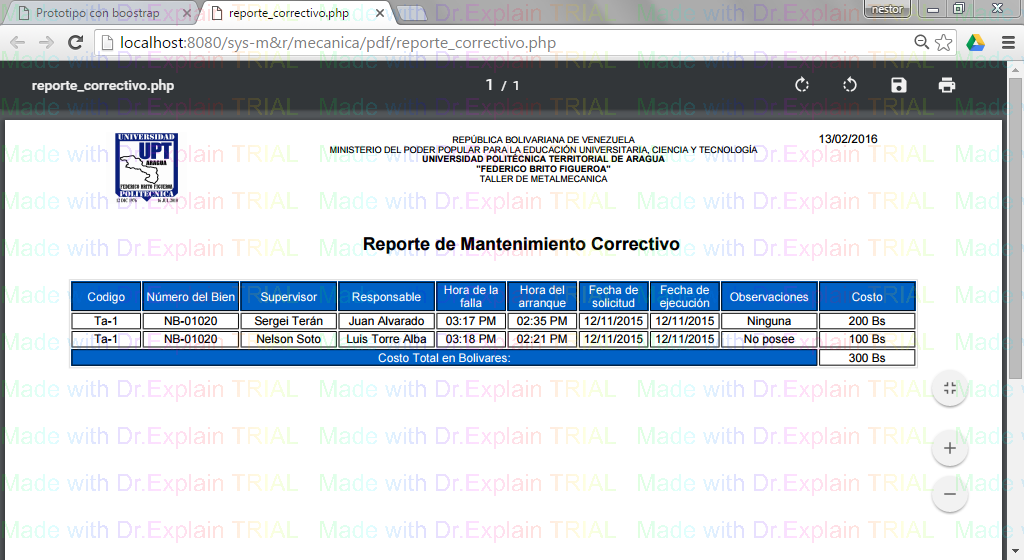 Prototipo con boostrap
reporte_correctivo.php
nestor
localhost:8080/sys-m&r/mecanica/pdf/reporte_correctivo.php
reporte_correctivo.php
1 / 1
UNIVERSIDAD
UPT
ARAGUA
FEDERICO BRITO FIGUEROA
POLITÉCNICA
REPÚBLICA BOLIVARIANA DE VENEZUELA
MINISTERIO DEL PODER POPULAR PARA LA EDUCACIÓN UNIVERSITARIA, CIENCIA Y TECNOLOGÍA
UNIVERSIDAD POLITÉCNICA TERRITORIAL DE ARAGUA
"FEDERICO BRITO FIGUEROA"
TALLER DE METALMECANICA
13/02/2016
Reporte de Mantenimiento Correctivo
Codigo Número del Bien Supervisor Responsable Hora de la falla Hora del arranque Fecha de solicitud Fecha de ejecución Observaciones Costo
Ta-1 NB-01020 Sergei Terán Juan Alvarado 03:17 PM 02:35 PM 12/11/2015 12/11/2015 Ninguna 200 Bs
Ta-1 NB-01020 Nelson Soto Luis Torre Alba 03:18 PM 02:21 PM 12/11/2015 12/11/2015 No posee 100 Bs
Costo Total en Bolivares: 300 Bs
Made with Dr.Explain TRIAL